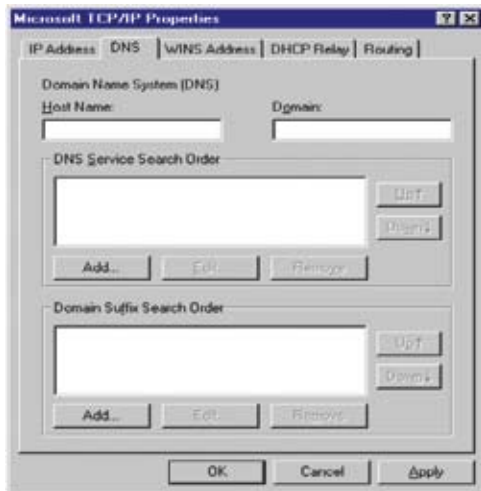 Microsoft TCP/IP Properties
IP Address DNS WINS Address DHCP Relay Routing
Domain Name System (DNS)
Host Name: Domain:
DNS Service Search Order
Up↑
Down↓
Add... Edit... Remove
Domain Suffix Search Order
Up↑
Down↓
Add... Edit... Remove
OK Cancel Apply